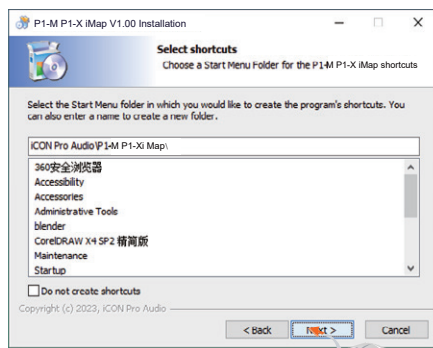 P1-M P1-X iMap V1.00 Installation
Select shortcuts
Choose a Start Menu Folder for the P1-M P1-X iMap shortcuts
Select the Start Menu folder in which you would like to create the program's shortcuts. You
can also enter a name to create a new folder.
iCON Pro Audio\P1-M P1-Xi Map\
360安全浏览器
Accessibility
Accessories
Administrative Tools
blender
CorelDRAW X4 SP2 精简版
Maintenance
Startup
Do not create shortcuts
Copyright (c) 2023, iCON Pro Audio
< Back Next > Cancel